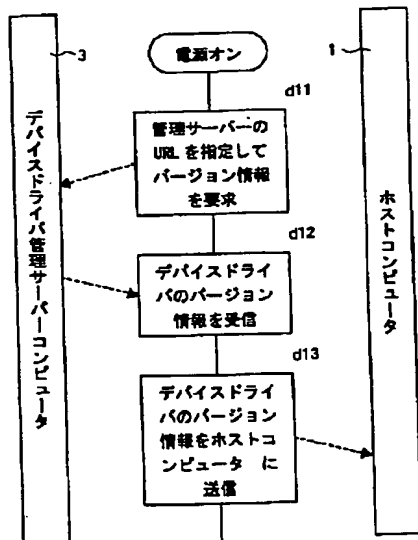 電源オン
3
1
d11
管理サーバーの
URLを指定して
バージョン情報
を要求
d12
デバイスドライ
バのバージョン
情報を受信
d13
デバイスドライ
バのバージョン
情報をホストコ
ンピュータ に
送信
デバイスドライバ管理サーバーコンピュータ
ホストコンピュータ